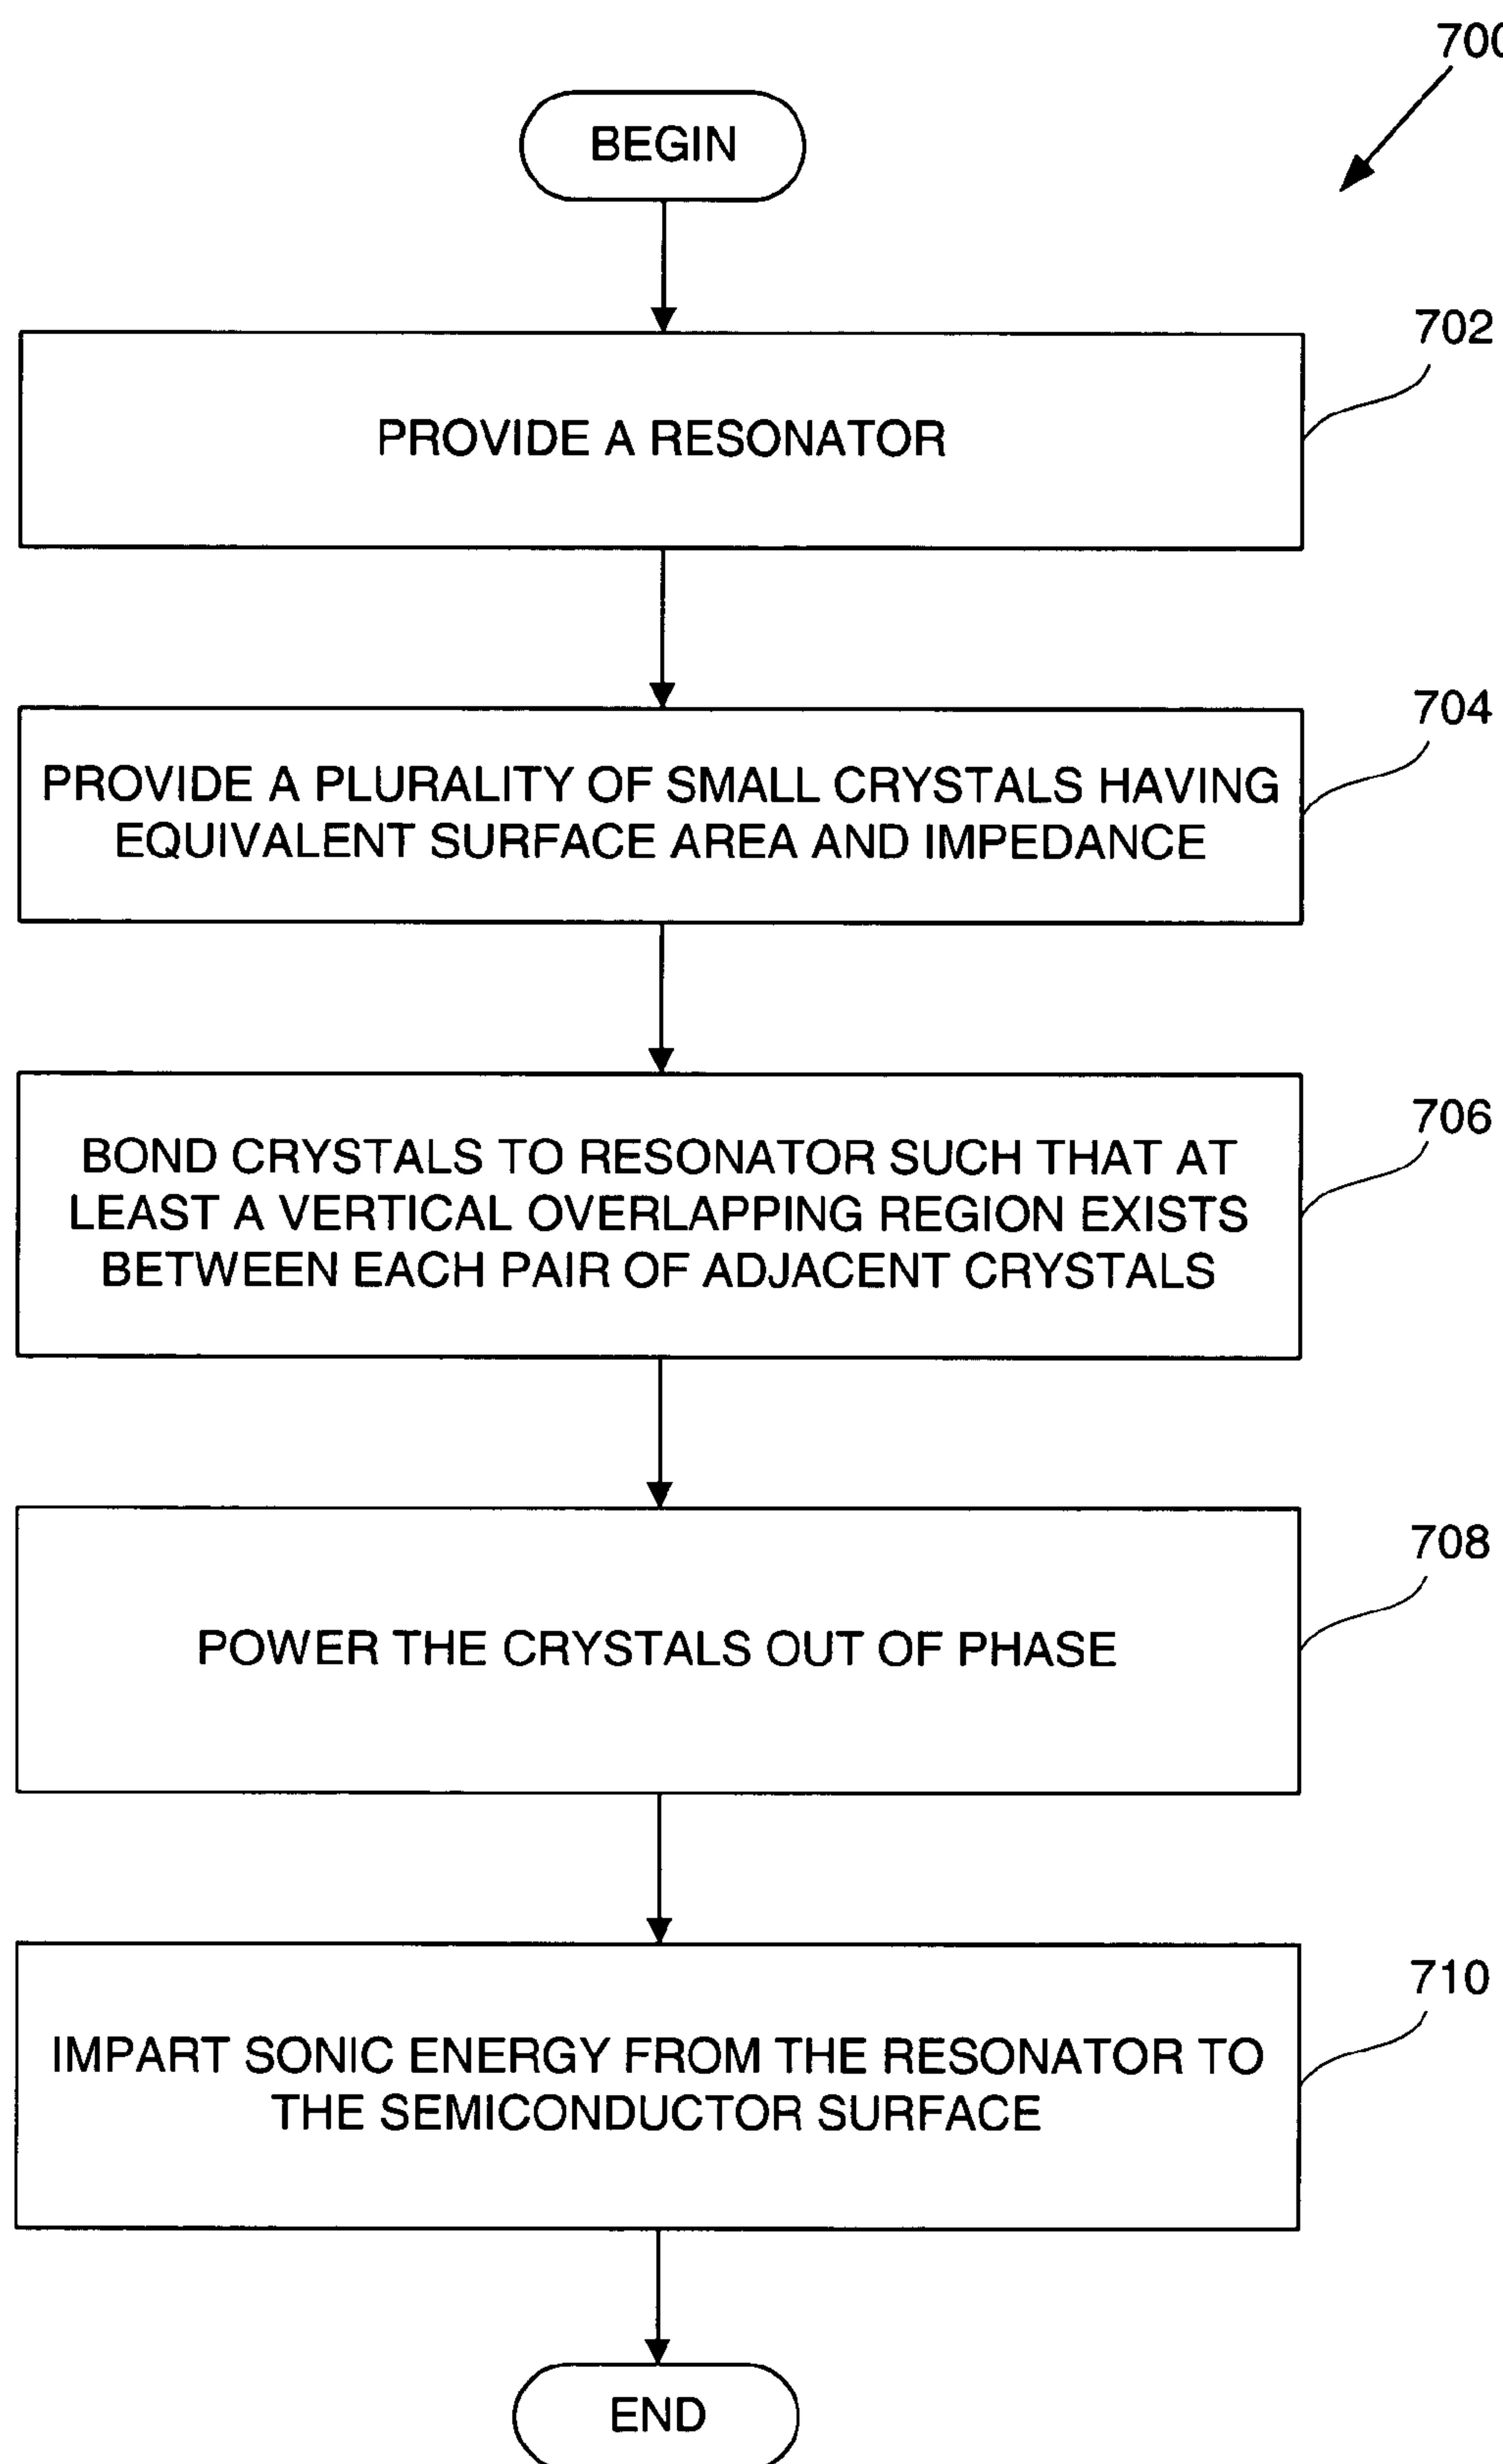 700
BEGIN
702
PROVIDE A RESONATOR
704
PROVIDE A PLURALITY OF SMALL CRYSTALS HAVING
EQUIVALENT SURFACE AREA AND IMPEDANCE
706
BOND CRYSTALS TO RESONATOR SUCH THAT AT
LEAST A VERTICAL OVERLAPPING REGION EXISTS
BETWEEN EACH PAIR OF ADJACENT CRYSTALS
708
POWER THE CRYSTALS OUT OF PHASE
710
IMPART SONIC ENERGY FROM THE RESONATOR TO
THE SEMICONDUCTOR SURFACE
END